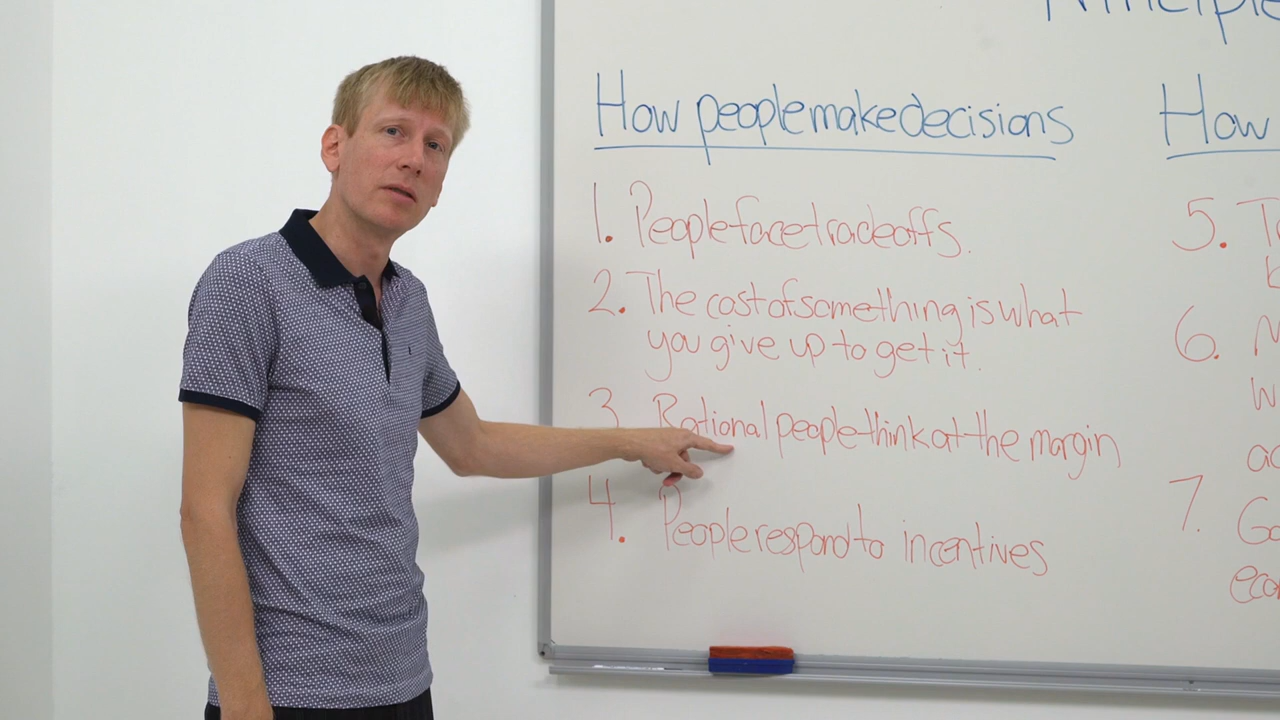 Principle
How people make decisions
1. People face tradeoffs.
2. The cost of something is what
you give up to get it.
3 Rational people think at the margin
4. People respond to incentives
How
5.
6.
7.